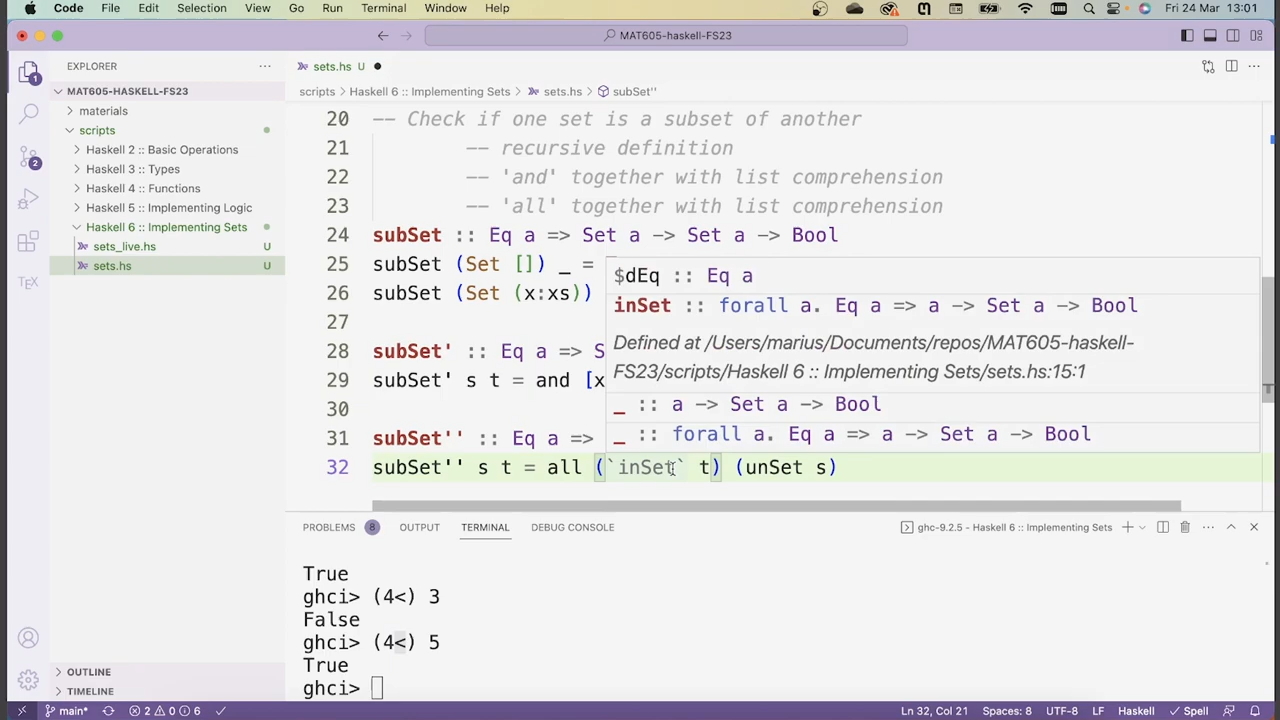 Code File Edit Selection View Go Run Terminal Window Help Fri 24 Mar 13:01
MAT605-haskell-FS23
EXPLORER
sets.hs U
MAT605-HASKELL-FS23
scripts > Haskell 6 :: Implementing Sets > sets.hs > subSet''
materials
scripts
Haskell 2 :: Basic Operations
Haskell 3 :: Types
Haskell 4 :: Functions
Haskell 5 :: Implementing Logic
Haskell 6 :: Implementing Sets
sets_live.hs U
sets.hs U
1
2
TEX
20 -- Check if one set is a subset of another
21 -- recursive definition
22 -- 'and' together with list comprehension
23 -- 'all' together with list comprehension
24 subSet :: Eq a => Set a -> Set a -> Bool
25 subSet (Set []) _ =
26 subSet (Set (x:xs))
27
28 subSet' :: Eq a => S
29 subSet' s t = and [x
30
31 subSet'' :: Eq a =>
32 subSet'' s t = all (`inSet` t) (unSet s)
$dEq :: Eq a
inSet :: forall a. Eq a => a -> Set a -> Bool
Defined at /Users/marius/Documents/repos/MAT605-haskell-
FS23/scripts/Haskell 6 :: Implementing Sets/sets.hs:15:1
_ :: a -> Set a -> Bool
_ :: forall a. Eq a => a -> Set a -> Bool
PROBLEMS 8 OUTPUT TERMINAL DEBUG CONSOLE ghc-9.2.5 - Haskell 6 :: Implementing Sets
True
ghci> (4<) 3
False
ghci> (4<) 5
True
ghci>
OUTLINE
TIMELINE
main* 2 0 6 Ln 32, Col 21 Spaces: 8 UTF-8 LF Haskell Spell